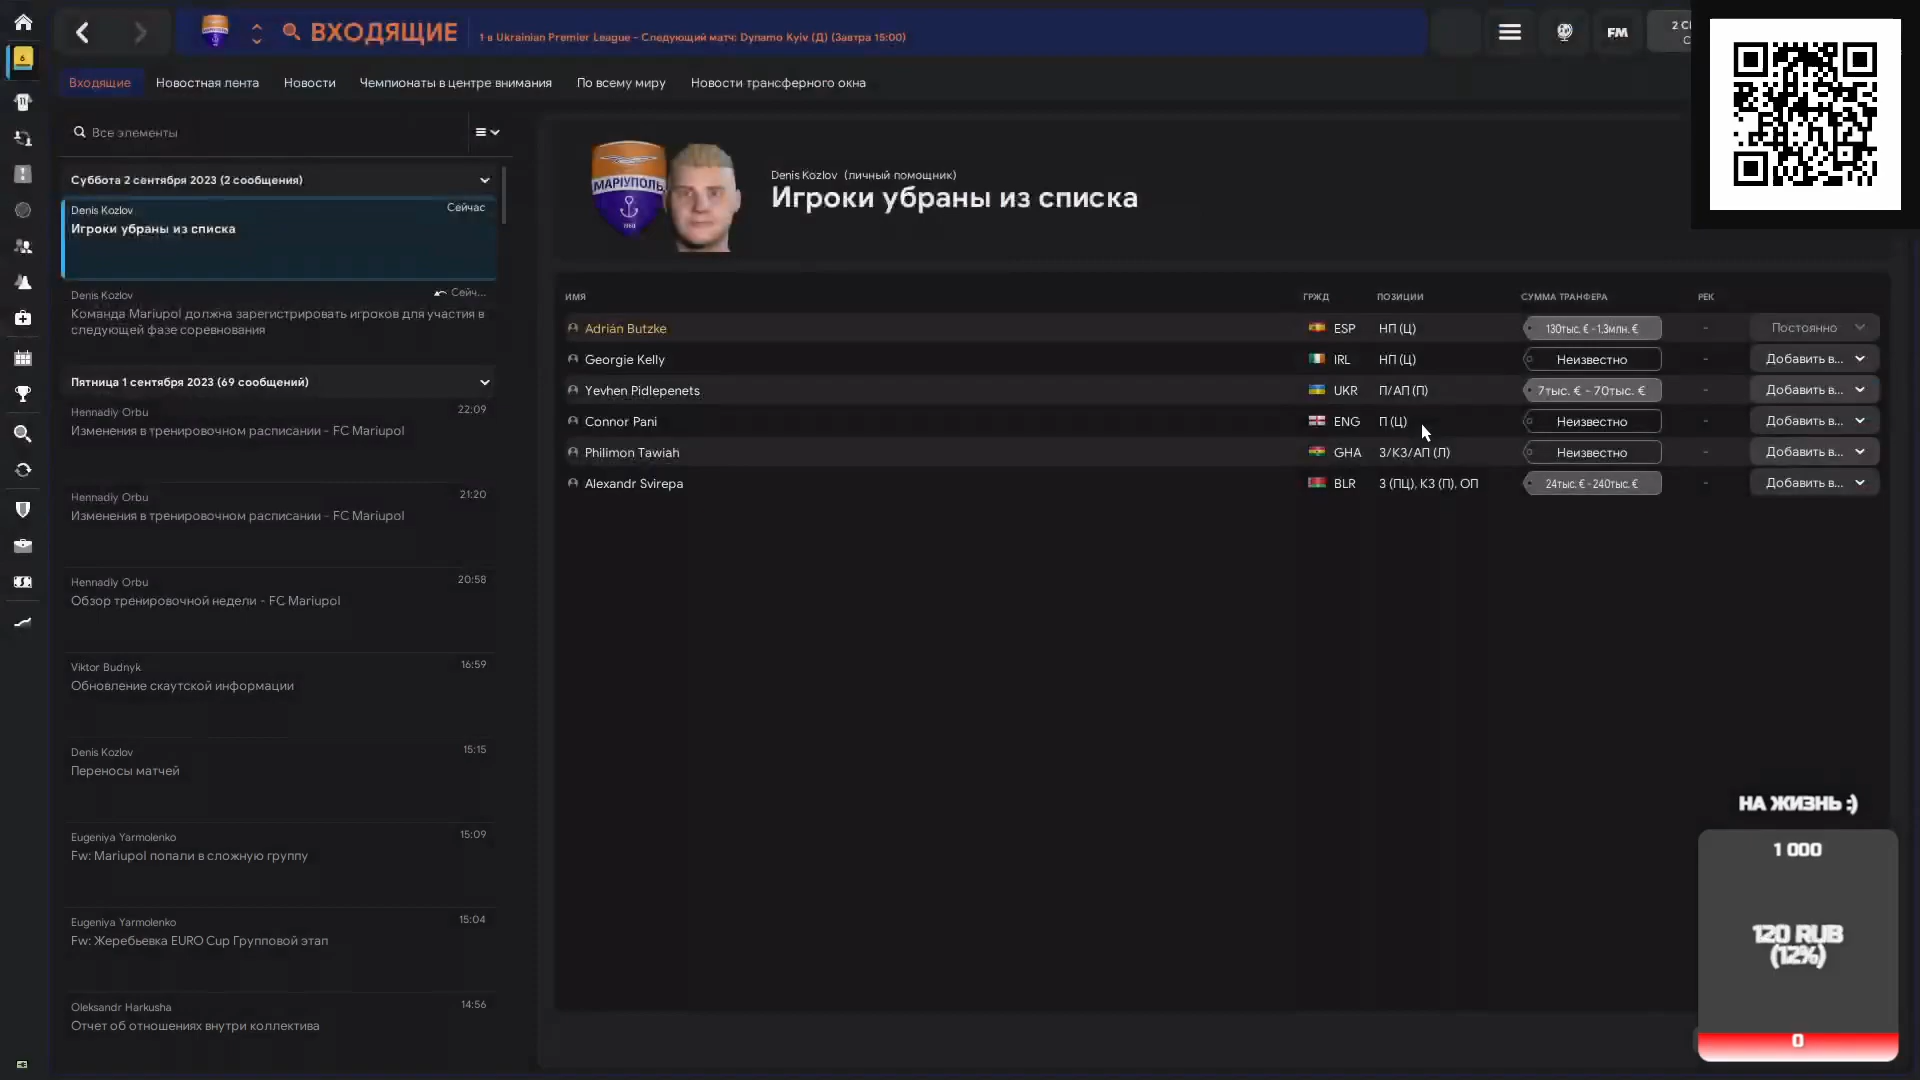 6
ВХОДЯЩИЕ
1 в Ukrainian Premier League - Следующий матч: Dynamo Kyiv (Д) (Завтра 15:00)
FM
Входящие
Новостная лента
Новости
Чемпионаты в центре внимания
По всему миру
Новости трансферного окна
Все элементы
Суббота 2 сентября 2023 (2 сообщения)
Denis Kozlov
Сейчас
Игроки убраны из списка
Denis Kozlov
Сейч...
Команда Mariupol должна зарегистрировать игроков для участия в
следующей фазе соревнования
Пятница 1 сентября 2023 (69 сообщений)
Hennadiy Orbu
22:09
Изменения в тренировочном расписании - FC Mariupol
Hennadiy Orbu
21:20
Изменения в тренировочном расписании - FC Mariupol
Hennadiy Orbu
20:58
Обзор тренировочной недели - FC Mariupol
Viktor Budnyk
16:59
Обновление скаутской информации
Denis Kozlov
15:15
Переносы матчей
Eugeniya Yarmolenko
15:09
Fw: Mariupol попали в сложную группу
Eugeniya Yarmolenko
15:04
Fw: Жеребьевка EURO Cup Групповой этап
Oleksandr Harkusha
14:56
Отчет об отношениях внутри коллектива
МАРІУПОЛЬ
Denis Kozlov (личный помощник)
Игроки убраны из списка
ИМЯ ГРЖД ПОЗИЦИИ СУММА ТРАНФЕРА РЕК
Adrián Butzke ESP НП (Ц) 130тыс. € - 1,3млн. € - Постоянно
Georgie Kelly IRL НП (Ц) Неизвестно - Добавить в...
Yevhen Pidlepenets UKR П/АП (П) 7тыс. € - 70тыс. € - Добавить в...
Connor Pani ENG П (Ц) Неизвестно - Добавить в...
Philimon Tawiah GHA З/КЗ/АП (Л) Неизвестно - Добавить в...
Alexandr Svirepa BLR З (ПЦ), КЗ (П), ОП 24тыс. € - 240тыс. € - Добавить в...
НА ЖИЗНЬ :)
1 000
120 RUB
(12%)
0